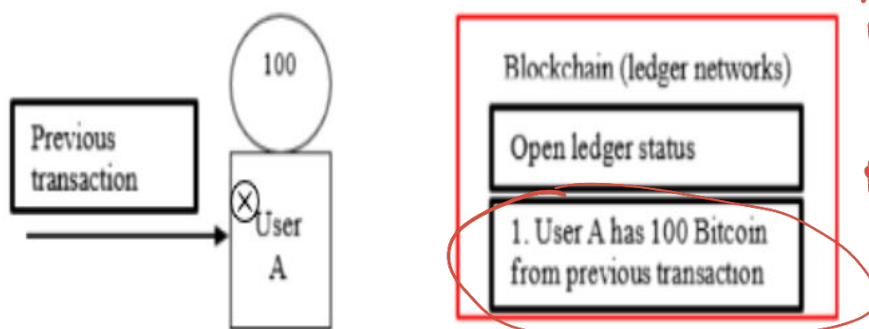 100
Previous
transaction
User
A
Blockchain (ledger networks)
Open ledger status
1. User A has 100 Bitcoin
from previous transaction